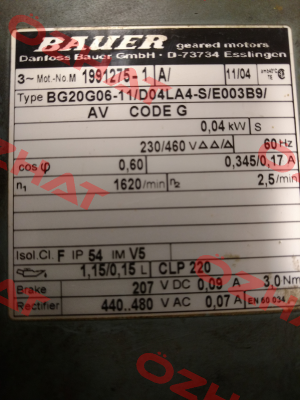 BAUER geared motors
Danfoss Bauer GmbH · D-73734 Esslingen
3~ Mot.-No.M 1991275-1 A/ 11/04
Type BG20G06-11/D04LA4-S/E003B9/
AV CODE G
0,04 kW S
230/460 V △△/△ 60 Hz
cos φ 0,60 0,345/0,17 A
n1 1620/min n2 2,5/min
Isol.Cl. F IP 54 IM V5
1,15/0,15 L CLP 220
Brake 207 V DC 0,09 A 3,0 Nm
Rectifier 440..480 V AC 0,07 A EN 60 034
OZHAT